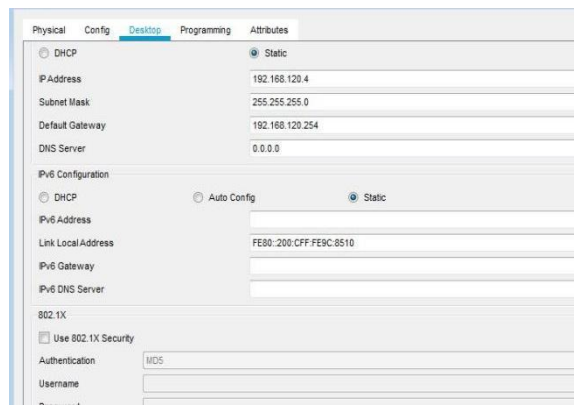 Physical Config Desktop Programming Attributes
DHCP Static
IP Address 192.168.120.4
Subnet Mask 255.255.255.0
Default Gateway 192.168.120.254
DNS Server 0.0.0.0
IPv6 Configuration
DHCP Auto Config Static
IPv6 Address
Link Local Address FE80::200:CFF:FE9C:8510
IPv6 Gateway
IPv6 DNS Server
802.1X
Use 802.1X Security
Authentication MD5
Username